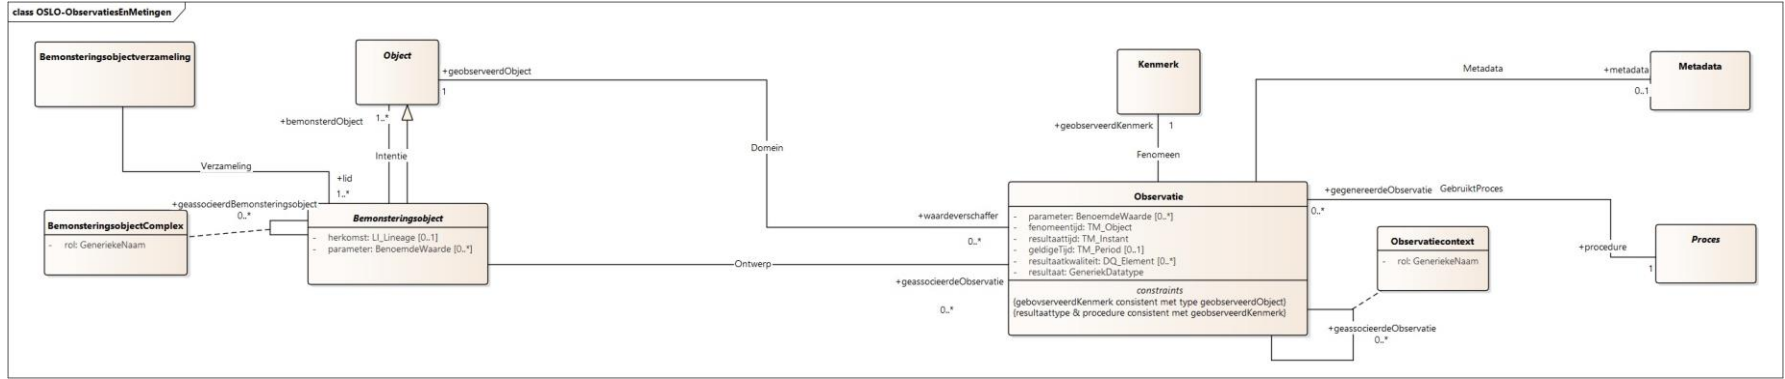 class OSLO-ObservatiesEnMetingen
Bemonsteringsobjectverzameling
Object
+geobserveerdObject
1
+bemonsterdObject
1..*
Intentie
Verzameling
+lid
1..*
+geassocieerdBemonsteringsobject
0..*
BemonsteringsobjectComplex
- rol: GeneriekeNaam
Bemonsteringsobject
- herkomst: LI_Lineage [0..1]
- parameter: BenoemdeWaarde [0..*]
Domein
Ontwerp
Kenmerk
+geobserveerdKenmerk
1
Fenomeen
Metadata
+metadata
0..1
Metadata
+waardeverschaffer
0..*
+geassocieerdeObservatie
0..*
Observatie
- parameter: BenoemdeWaarde [0..*]
- fenomeentijd: TM_Object
- resultaattijd: TM_Instant
- geldigeTijd: TM_Period [0..1]
- resultaatkwaliteit: DQ_Element [0..*]
- resultaat: GeneriekDatatype
constraints
{gebovserveerdKenmerk consistent met type geobserveerdObject}
{resultaattype & procedure consistent met geobserveerdKenmerk}
+gegenereerdeObservatie
0..*
GebruiktProces
+procedure
1
Proces
Observatiecontext
- rol: GeneriekeNaam
+geassocieerdeObservatie
0..*